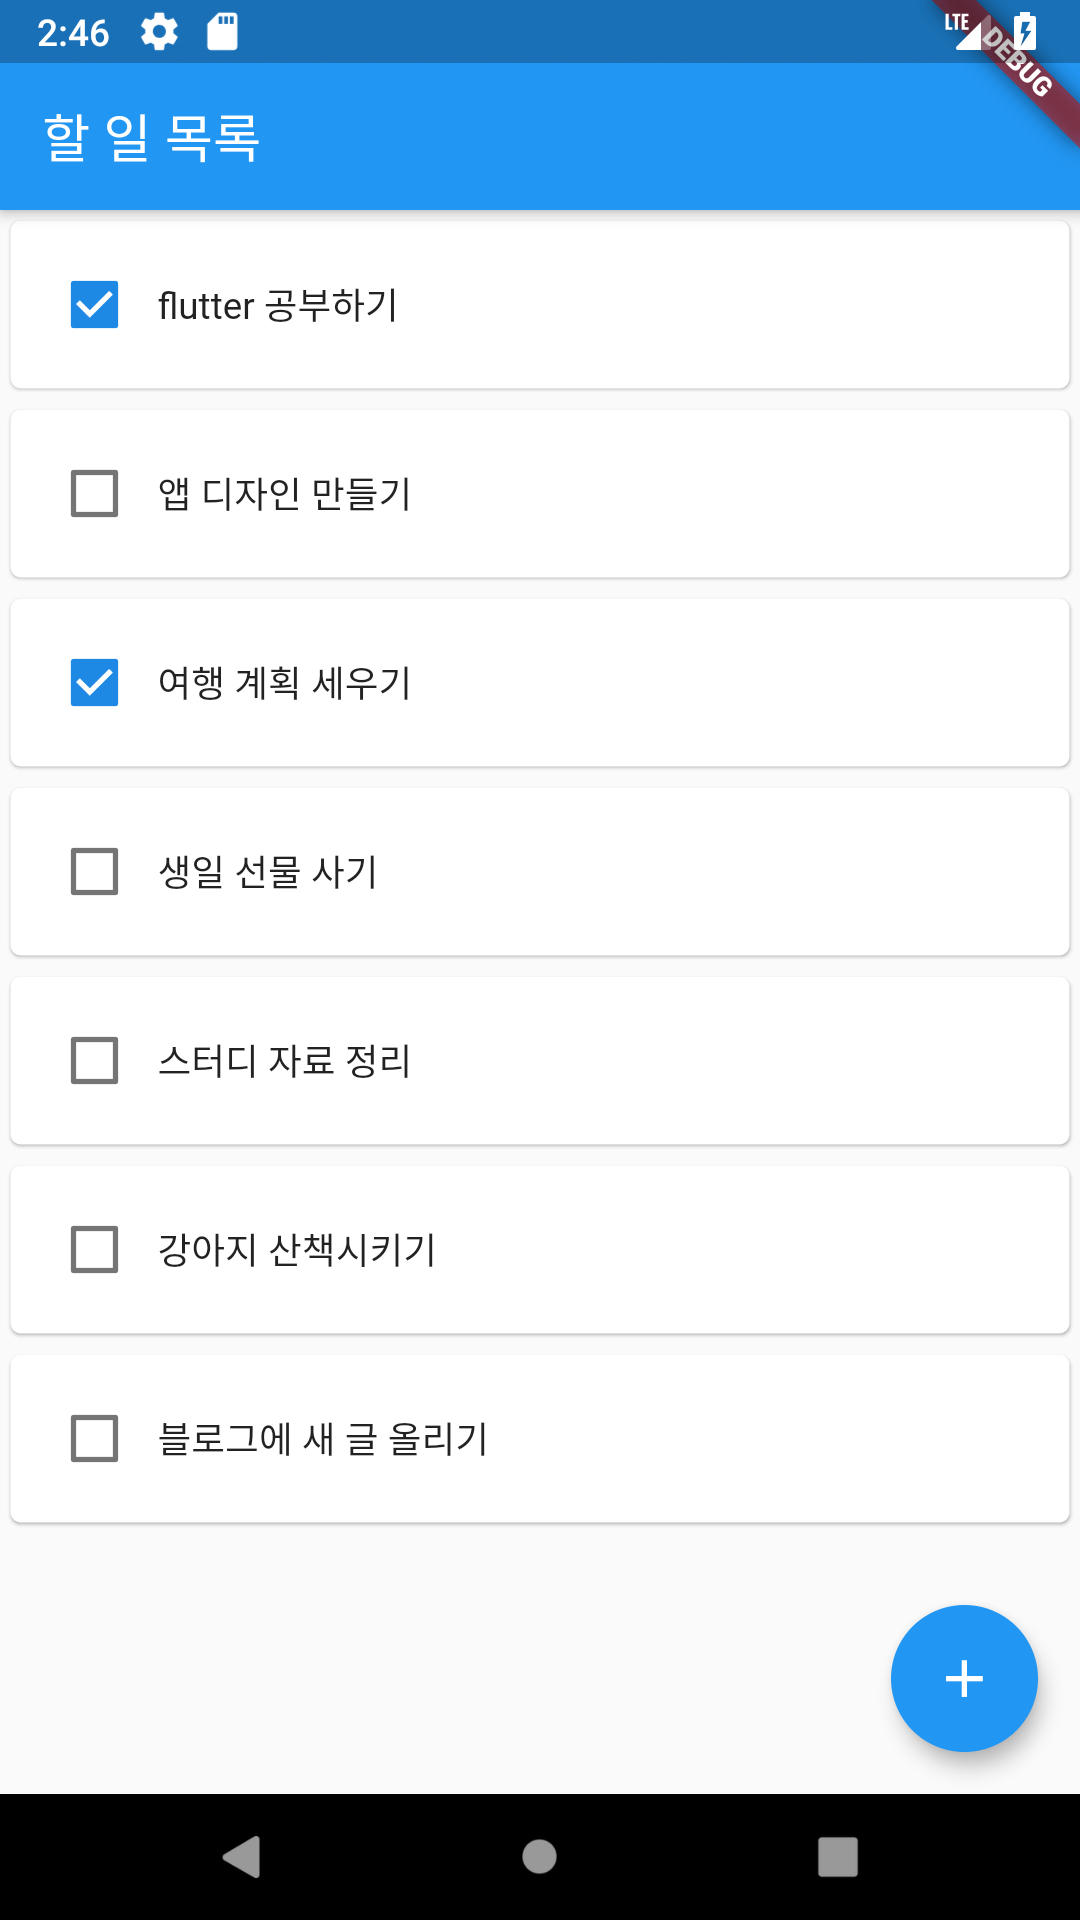 2:46
LTE
DEBUG
할 일 목록
flutter 공부하기
앱 디자인 만들기
여행 계획 세우기
생일 선물 사기
스터디 자료 정리
강아지 산책시키기
블로그에 새 글 올리기